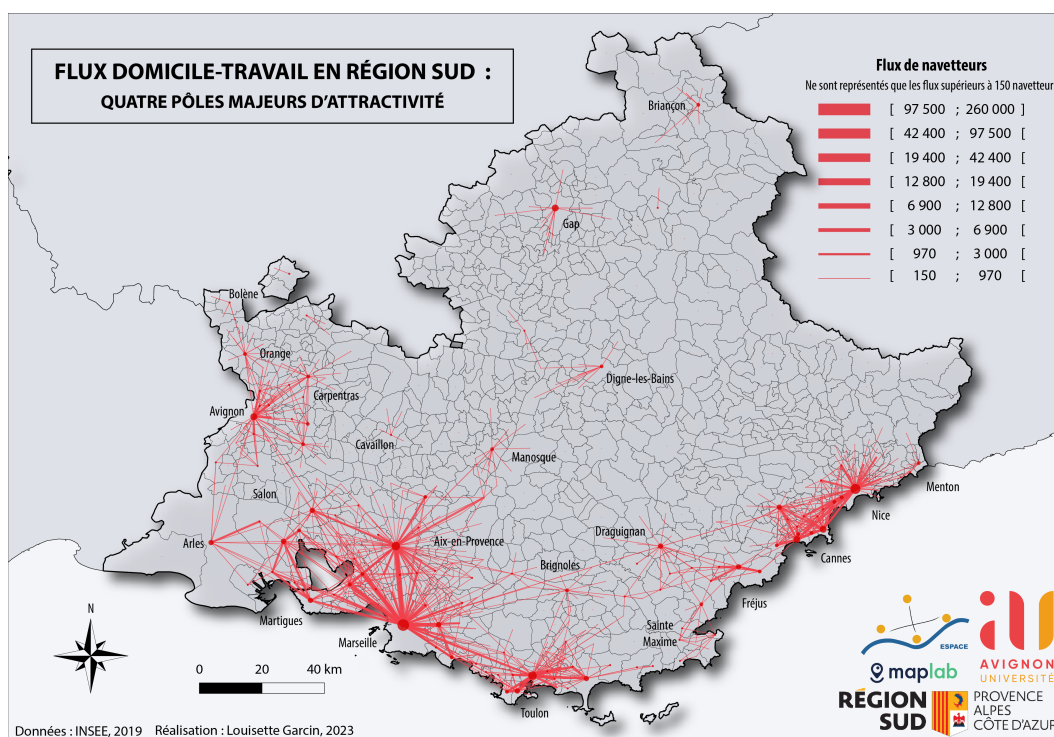 FLUX DOMICILE-TRAVAIL EN RÉGION SUD :
QUATRE PÔLES MAJEURS D'ATTRACTIVITÉ
Flux de navetteurs
Ne sont représentés que les flux supérieurs à 150 navetteur
[ 97 500 ; 260 000 ]
[ 42 400 ; 97 500 [
[ 19 400 ; 42 400 [
[ 12 800 ; 19 400 [
[ 6 900 ; 12 800 [
[ 3 000 ; 6 900 [
[ 970 ; 3 000 [
[ 150 ; 970 [
Briançon
Gap
Bolène
Orange
Carpentras
Digne-les-Bains
Avignon
Cavaillon
Manosque
Menton
Salon
Nice
Draguignan
Arles
Aix-en-Provence
Cannes
Brignoles
Fréjus
Martigues
Sainte
Maxime
Marseille
Toulon
N
0 20 40 km
ESPACE
maplab
AVIGNON
UNIVERSITÉ
RÉGION
SUD
PROVENCE
ALPES
CÔTE D'AZUR
Données : INSEE, 2019 Réalisation : Louisette Garcin, 2023